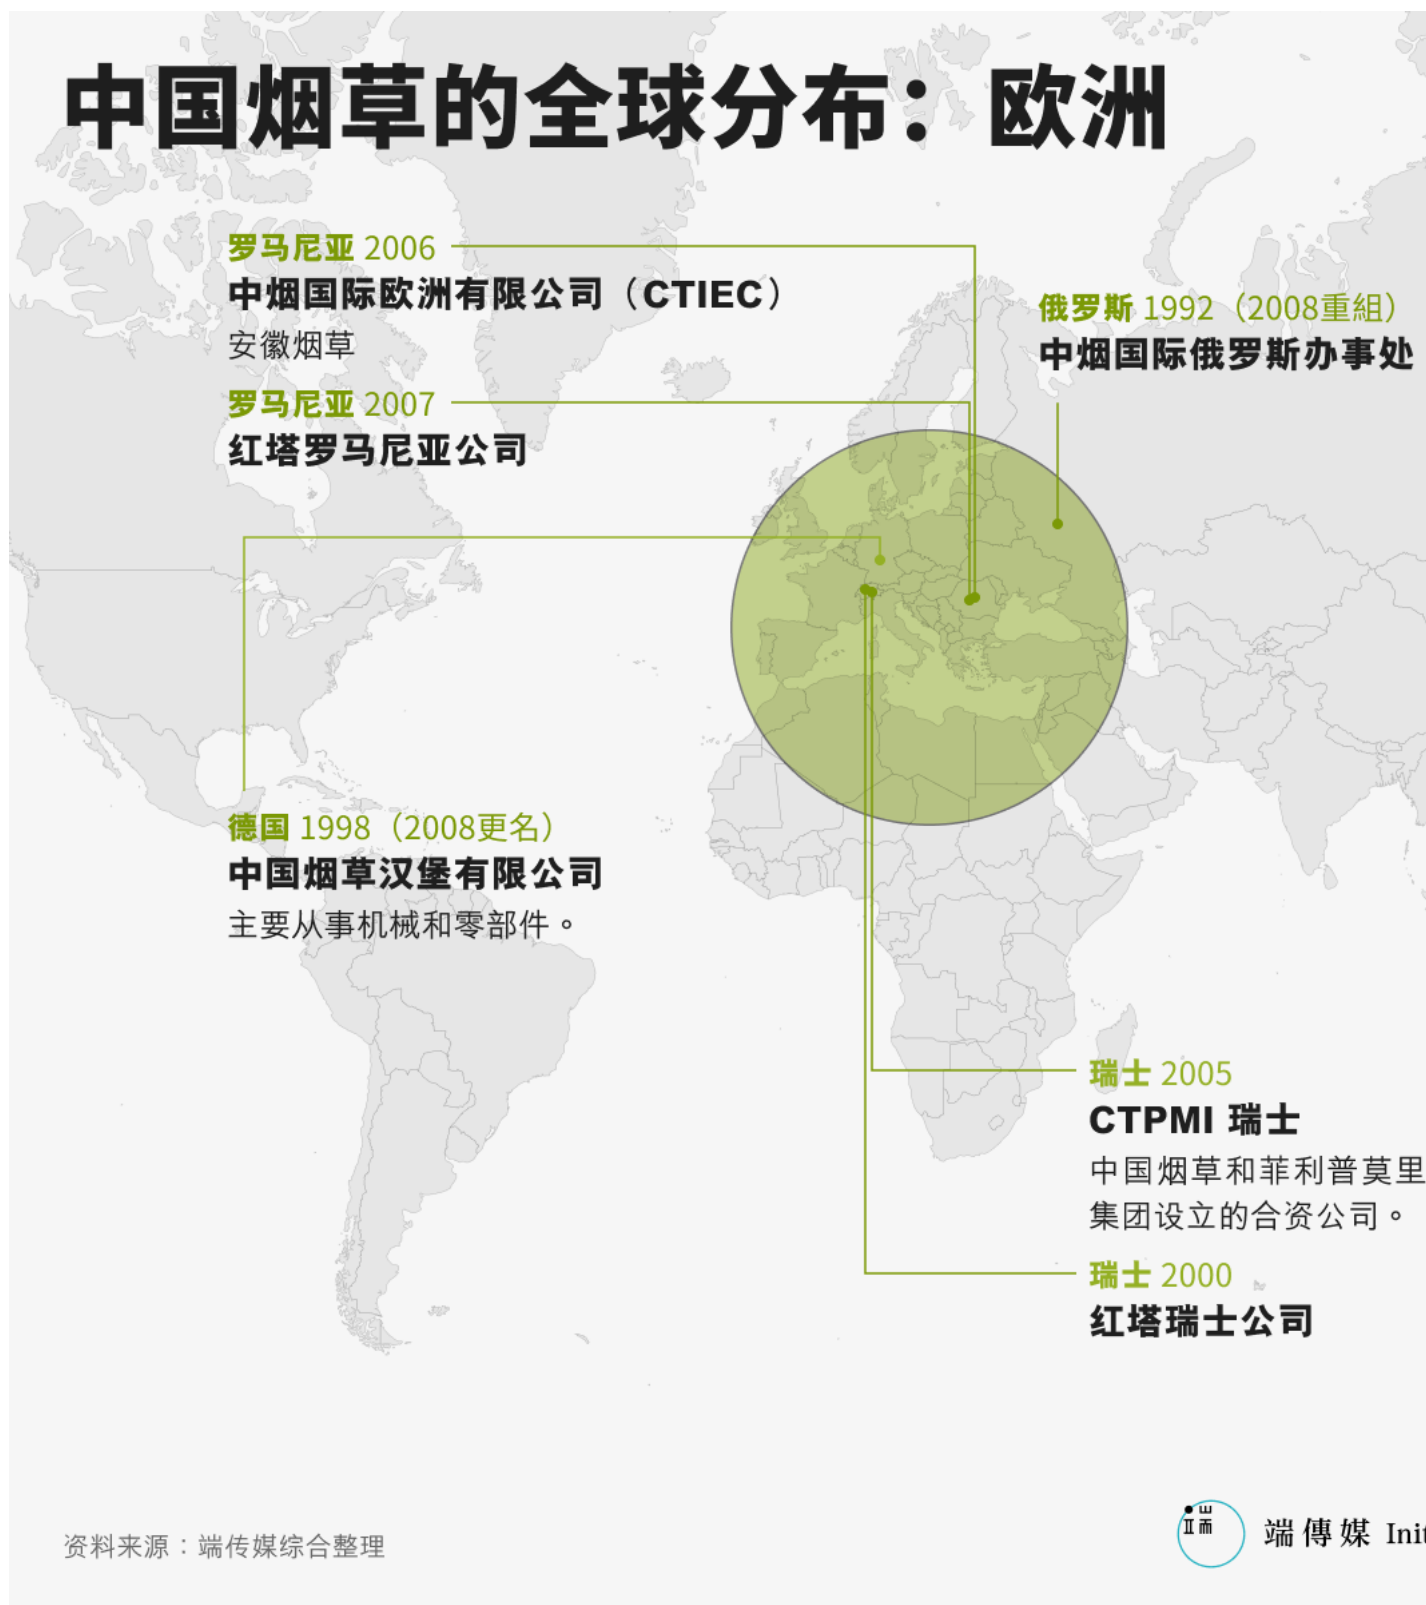 中国烟草的全球分布：欧洲
罗马尼亚 2006
中烟国际欧洲有限公司（CTIEC）
安徽烟草
罗马尼亚 2007
红塔罗马尼亚公司
俄罗斯 1992（2008重組）
中烟国际俄罗斯办事处
德国 1998（2008更名）
中国烟草汉堡有限公司
主要从事机械和零部件。
瑞士 2005
CTPMI 瑞士
中国烟草和菲利普莫里
集团设立的合资公司。
瑞士 2000
红塔瑞士公司
资料来源：端传媒综合整理
端傳媒 Init